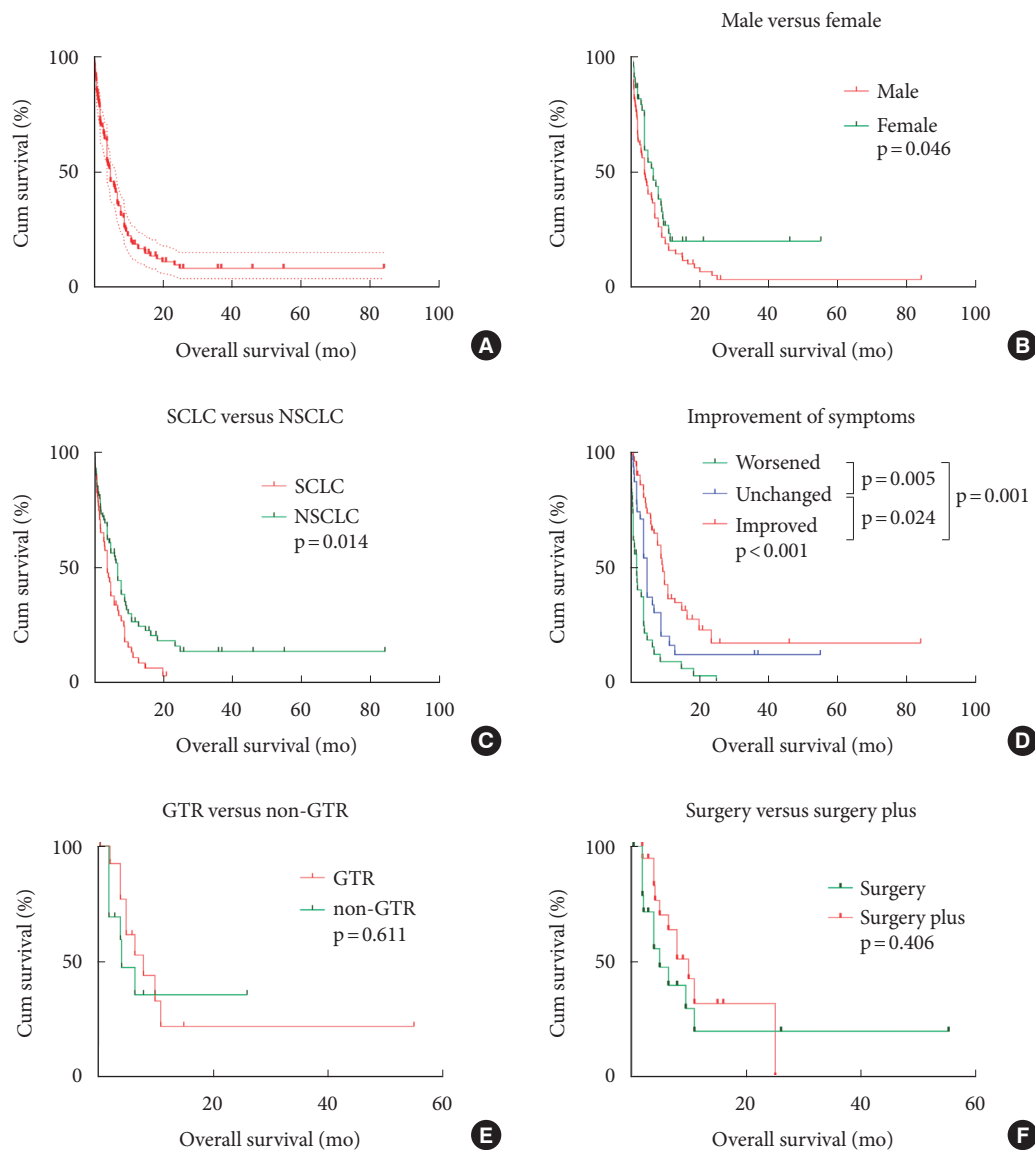 100
50
0
Cum survival (%)
20 40 60 80 100
Overall survival (mo)
A
Male versus female
100
50
0
Cum survival (%)
Male
Female
p=0.046
20 40 60 80 100
Overall survival (mo)
B
SCLC versus NSCLC
100
50
0
Cum survival (%)
SCLC
NSCLC
p=0.014
20 40 60 80 100
Overall survival (mo)
C
Improvement of symptoms
100
50
0
Cum survival (%)
Worsened
Unchanged
Improved
p<0.001
p=0.005
p=0.024
p=0.001
20 40 60 80 100
Overall survival (mo)
D
GTR versus non-GTR
100
50
0
Cum survival (%)
GTR
non-GTR
p=0.611
20 40 60
Overall survival (mo)
E
Surgery versus surgery plus
100
50
0
Cum survival (%)
Surgery
Surgery plus
p=0.406
20 40 60
Overall survival (mo)
F